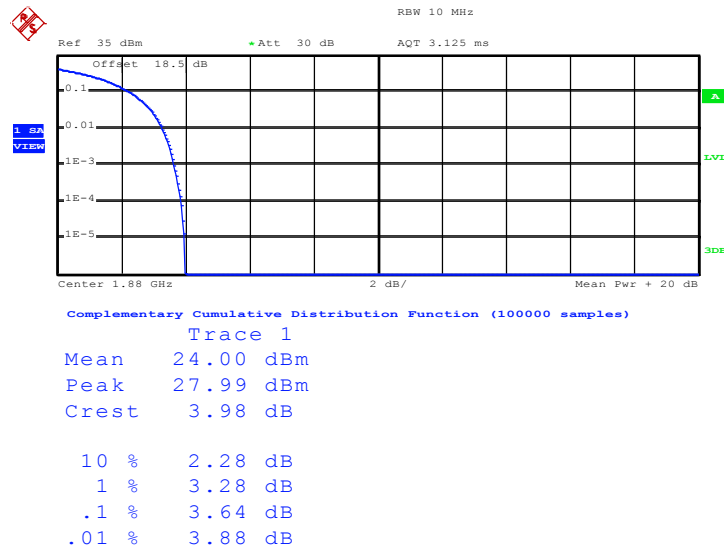 RBW 10 MHz
Ref 35 dBm *Att 30 dB AQT 3.125 ms
Offset 18.5 dB
0.1
A
1 SA
VIEW
0.01
1E-3
LVL
1E-4
1E-5
3DB
Center 1.88 GHz 2 dB/ Mean Pwr + 20 dB
Complementary Cumulative Distribution Function (100000 samples)
Trace 1
Mean 24.00 dBm
Peak 27.99 dBm
Crest 3.98 dB
10 % 2.28 dB
1 % 3.28 dB
.1 % 3.64 dB
.01 % 3.88 dB